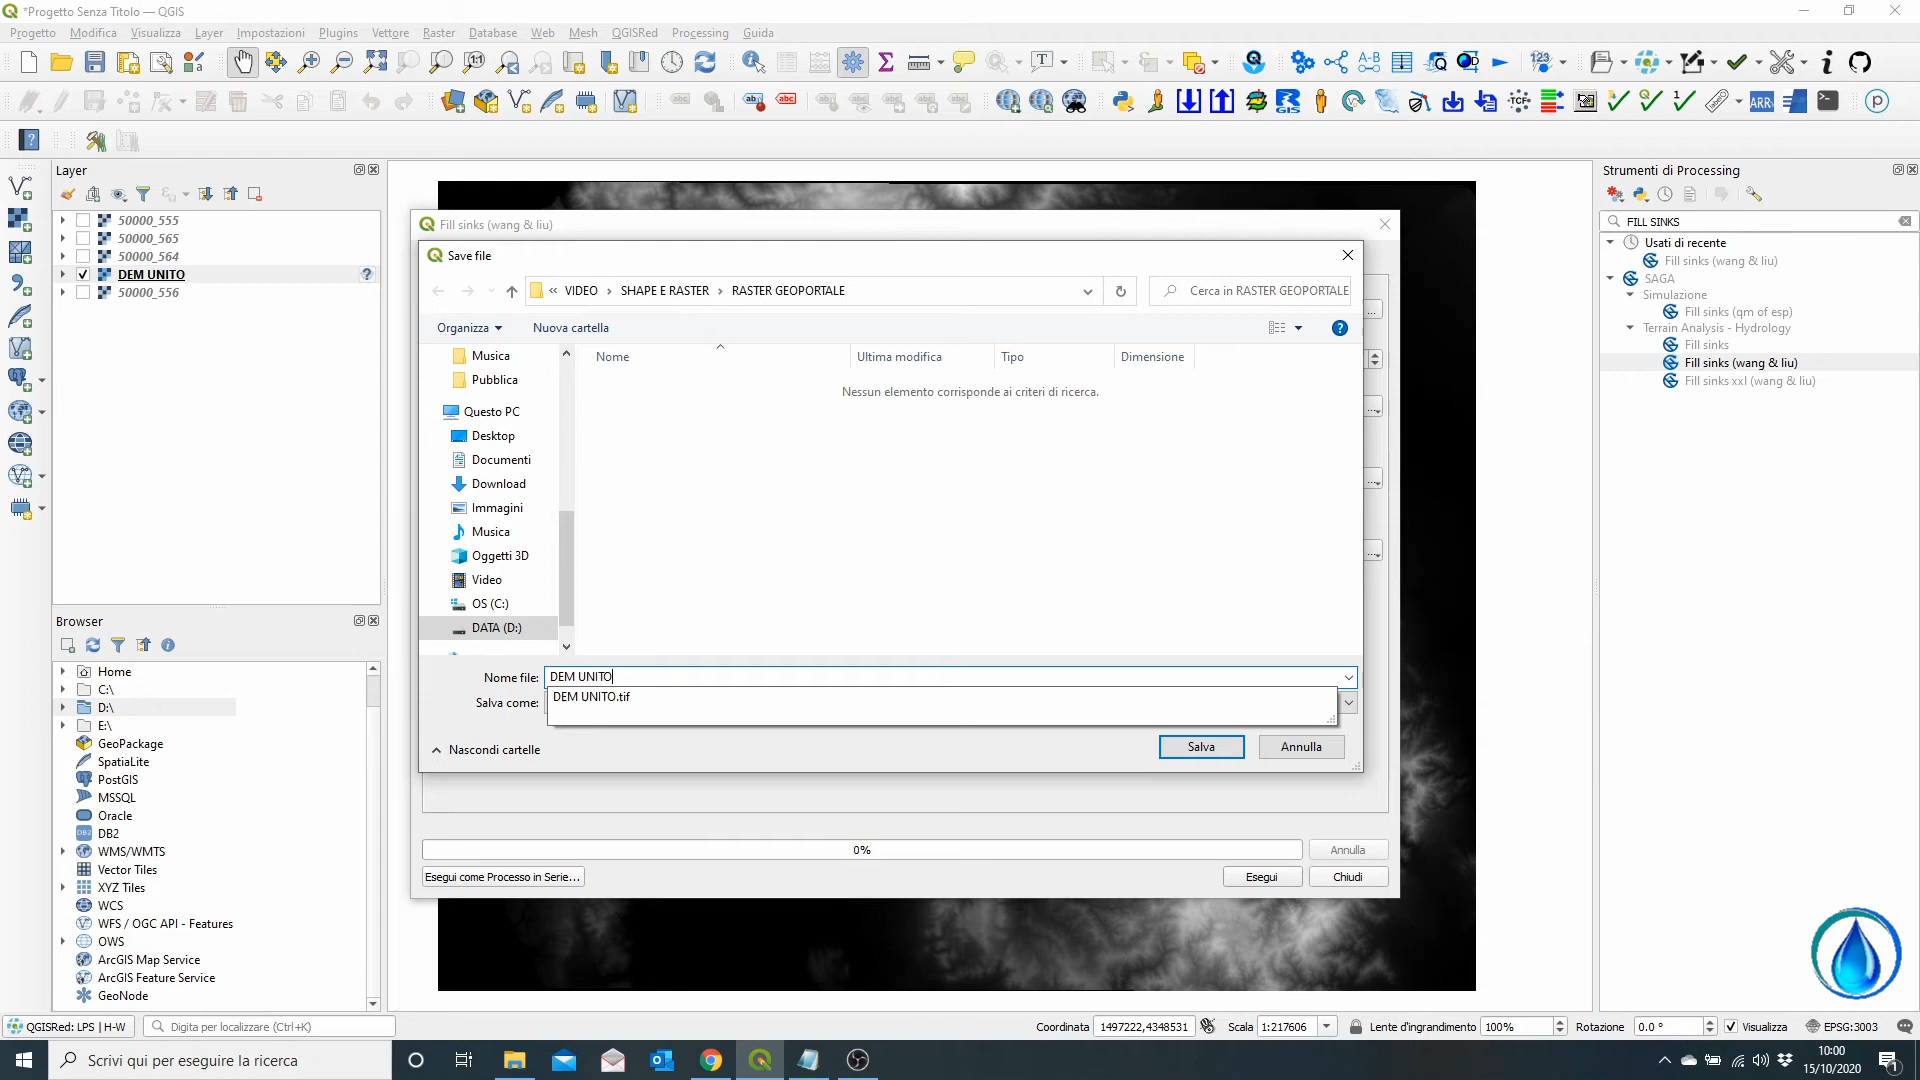 *Progetto Senza Titolo — QGIS
Progetto Modifica Visualizza Layer Impostazioni Plugins Vettore Raster Database Web Mesh QGISRed Processing Guida
Layer
50000_555
50000_565
50000_564
DEM UNITO
50000_556
Browser
Home
C:\
D:\
E:\
GeoPackage
SpatiaLite
PostGIS
MSSQL
Oracle
DB2
WMS/WMTS
Vector Tiles
XYZ Tiles
WCS
WFS / OGC API - Features
OWS
ArcGIS Map Service
ArcGIS Feature Service
GeoNode
Fill sinks (wang & liu)
Save file
« VIDEO › SHAPE E RASTER › RASTER GEOPORTALE
Cerca in RASTER GEOPORTALE
Organizza Nuova cartella
Musica
Pubblica
Questo PC
Desktop
Documenti
Download
Immagini
Musica
Oggetti 3D
Video
OS (C:)
DATA (D:)
Nome Ultima modifica Tipo Dimensione
Nessun elemento corrisponde ai criteri di ricerca.
Nome file: DEM UNITO
DEM UNITO.tif
Salva come:
Nascondi cartelle
Salva Annulla
0%
Annulla
Esegui come Processo in Serie...
Esegui Chiudi
Strumenti di Processing
FILL SINKS
Usati di recente
Fill sinks (wang & liu)
SAGA
Simulazione
Fill sinks (qm of esp)
Terrain Analysis - Hydrology
Fill sinks
Fill sinks (wang & liu)
Fill sinks xxl (wang & liu)
QGISRed: LPS | H-W
Digita per localizzare (Ctrl+K)
Coordinata 1497222,4348531 Scala 1:217606 Lente d'ingrandimento 100% Rotazione 0.0 ° Visualizza EPSG:3003
Scrivi qui per eseguire la ricerca
10:00
15/10/2020